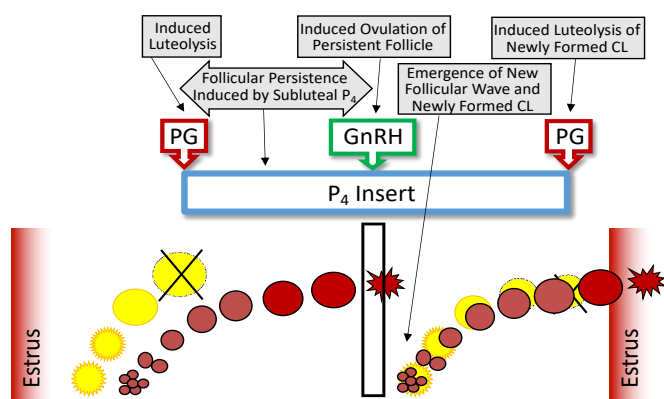 Induced
Luteolysis
Induced Ovulation of
Persistent Follicle
Induced Luteolysis of
Newly Formed CL
Follicular Persistence
Induced by Subluteal P₄
Emergence of New
Follicular Wave and
Newly Formed CL
PG
GnRH
PG
P₄ Insert
Estrus
Estrus